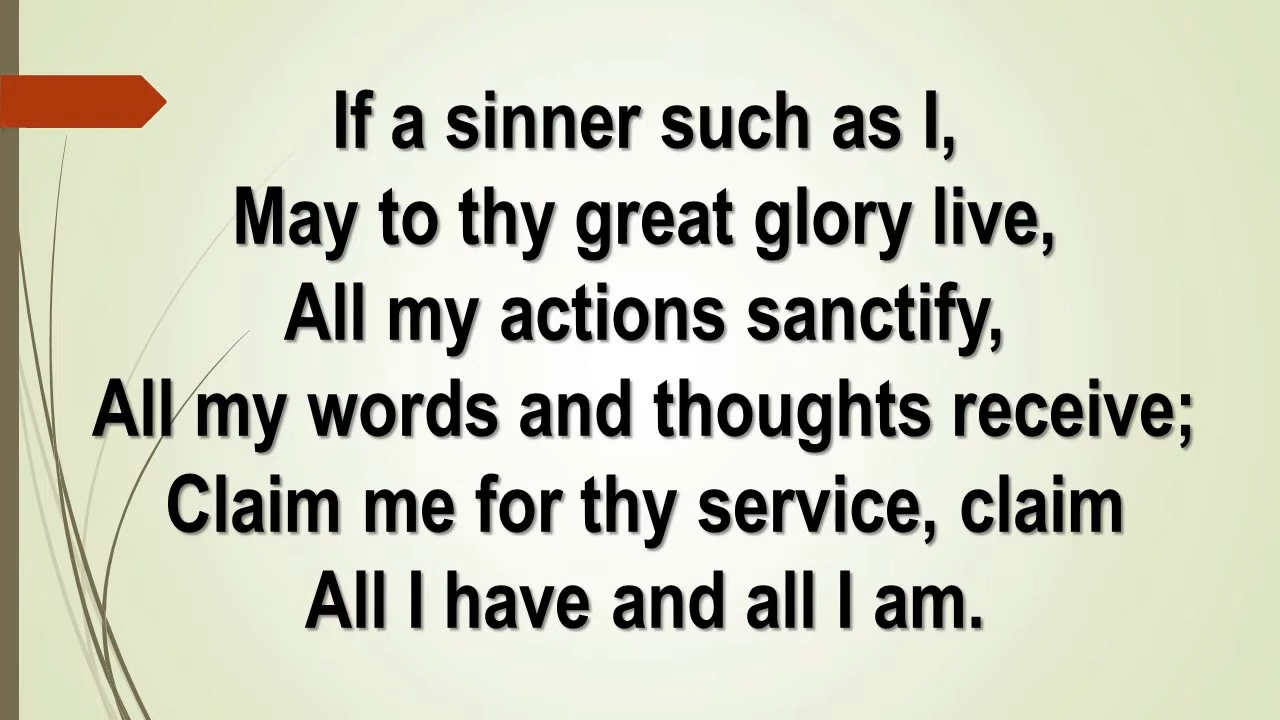 If a sinner such as I,
May to thy great glory live,
All my actions sanctify,
All my words and thoughts receive;
Claim me for thy service, claim
All I have and all I am.